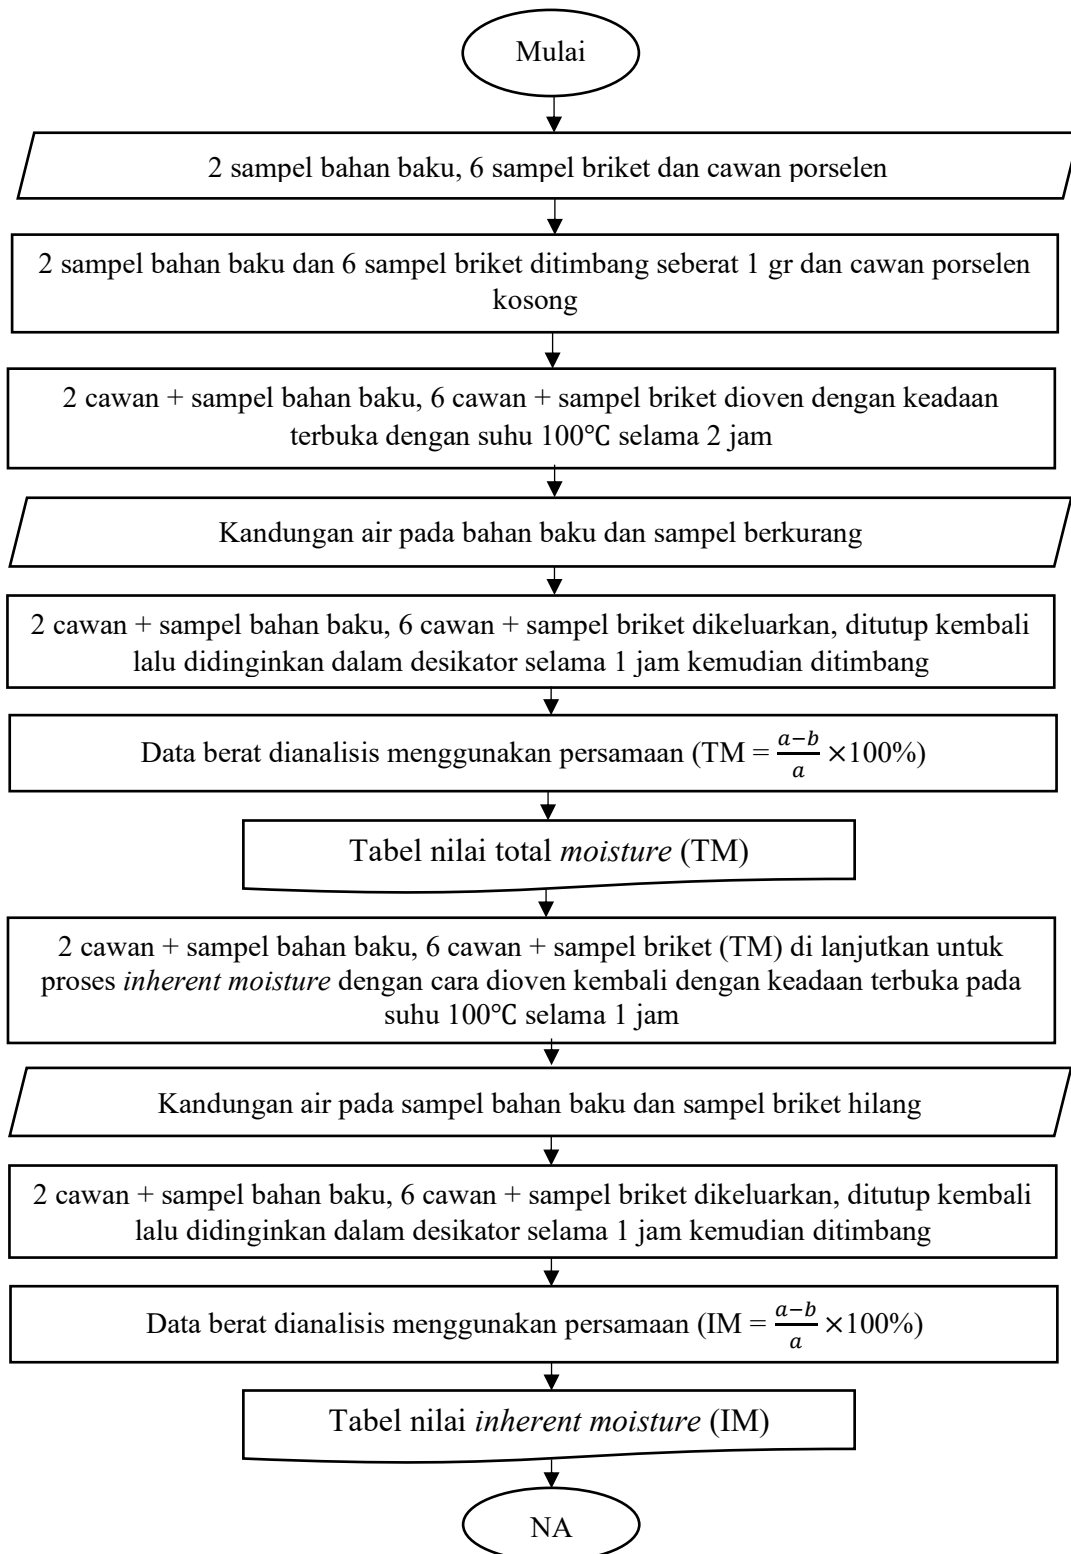 Mulai
2 sampel bahan baku, 6 sampel briket dan cawan porselen
2 sampel bahan baku dan 6 sampel briket ditimbang seberat 1 gr dan cawan porselen
kosong
2 cawan + sampel bahan baku, 6 cawan + sampel briket dioven dengan keadaan
terbuka dengan suhu 100℃ selama 2 jam
Kandungan air pada bahan baku dan sampel berkurang
2 cawan + sampel bahan baku, 6 cawan + sampel briket dikeluarkan, ditutup kembali
lalu didinginkan dalam desikator selama 1 jam kemudian ditimbang
Data berat dianalisis menggunakan persamaan (TM = \frac{a−b}{a} ×100%)
Tabel nilai total moisture (TM)
2 cawan + sampel bahan baku, 6 cawan + sampel briket (TM) di lanjutkan untuk
proses inherent moisture dengan cara dioven kembali dengan keadaan terbuka pada
suhu 100℃ selama 1 jam
Kandungan air pada sampel bahan baku dan sampel briket hilang
2 cawan + sampel bahan baku, 6 cawan + sampel briket dikeluarkan, ditutup kembali
lalu didinginkan dalam desikator selama 1 jam kemudian ditimbang
Data berat dianalisis menggunakan persamaan (IM = \frac{a−b}{a} ×100%)
Tabel nilai inherent moisture (IM)
NA